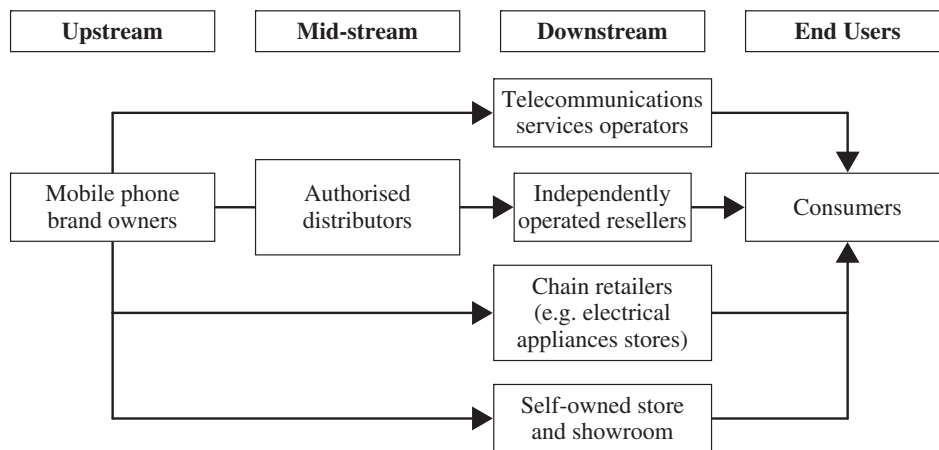 Upstream
Mid-stream
Downstream
End Users
Telecommunications
services operators
Mobile phone
brand owners
Authorised
distributors
Independently
operated resellers
Consumers
Chain retailers
(e.g. electrical
appliances stores)
Self-owned store
and showroom